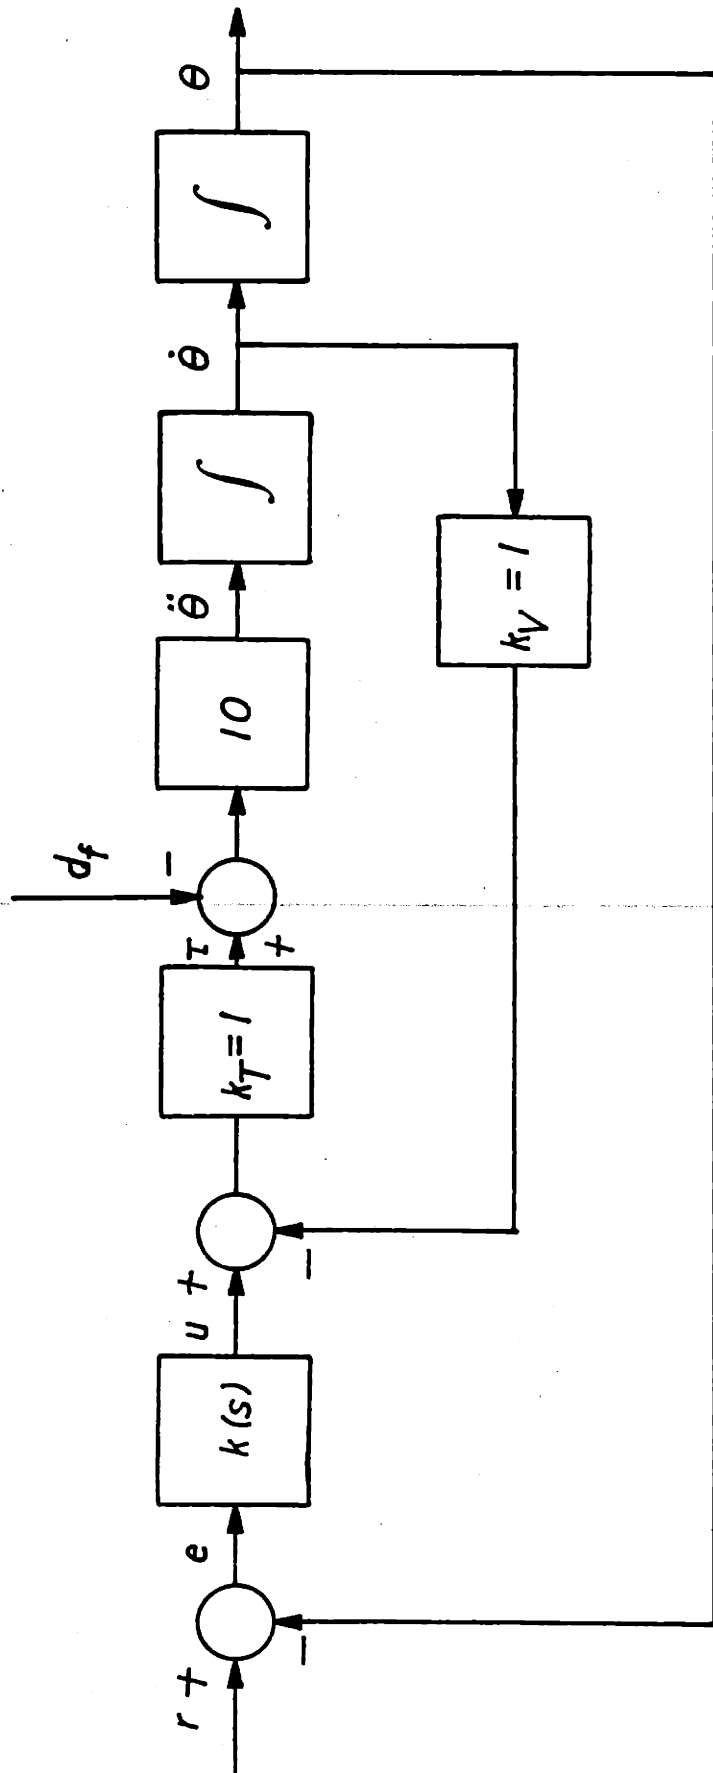 r
+
−
e
k(s)
u
+
−
k_T = 1
τ
+
d_f
−
10
θ̈
∫
θ̇
∫
θ
k_V = 1